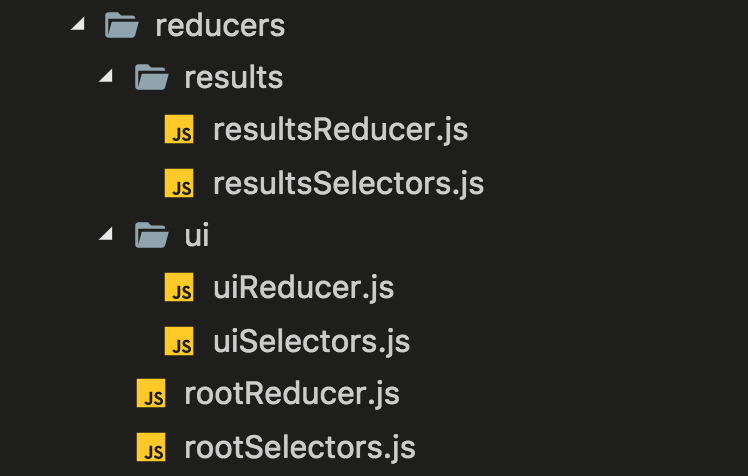 reducers
results
JS resultsReducer.js
JS resultsSelectors.js
ui
JS uiReducer.js
JS uiSelectors.js
JS rootReducer.js
JS rootSelectors.js